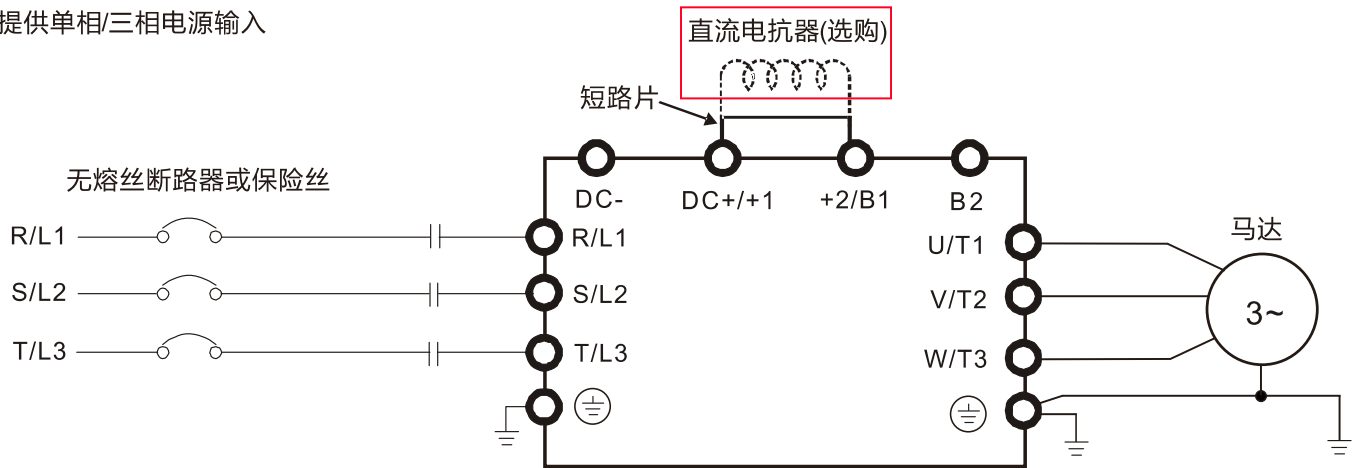 提供单相/三相电源输入
直流电抗器(选购)
短路片
无熔丝断路器或保险丝
DC-
DC+/+1
+2/B1
B2
R/L1
R/L1
U/T1
马达
S/L2
S/L2
V/T2
3~
T/L3
T/L3
W/T3